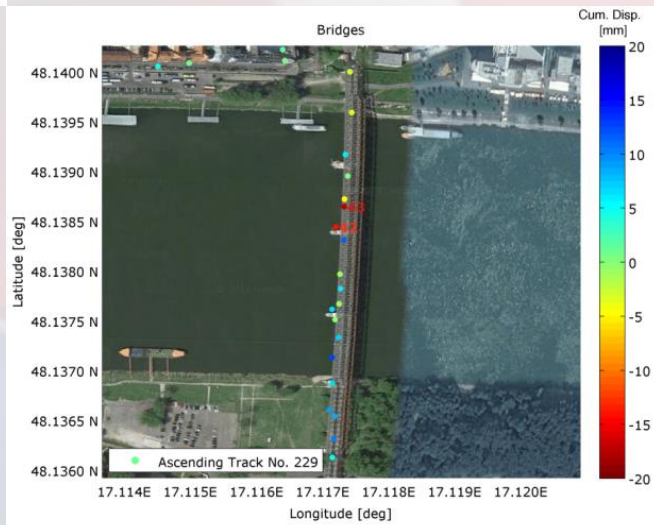 Bridges
Cum. Disp.
[mm]
48.1400 N
48.1395 N
48.1390 N
48.1385 N
48.1380 N
48.1375 N
48.1370 N
48.1365 N
48.1360 N
Latitude [deg]
20
15
10
5
0
-5
-10
-15
-20
Ascending Track No. 229
17.114E 17.115E 17.116E 17.117E 17.118E 17.119E 17.120E
Longitude [deg]